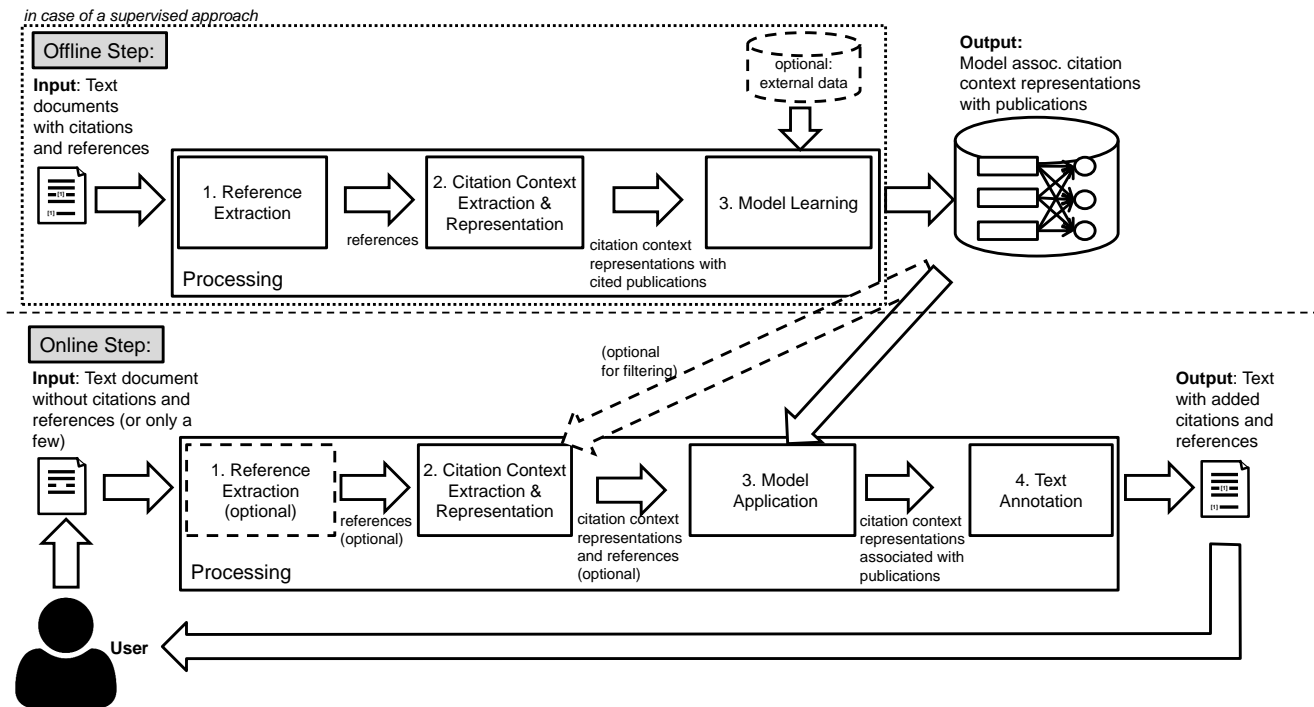 in case of a supervised approach
Offline Step:
Input: Text
documents
with citations
and references
[1]
[1]
optional:
external data
Output:
Model assoc. citation
context representations
with publications
1. Reference
Extraction
references
2. Citation Context
Extraction &
Representation
citation context
representations with
cited publications
3. Model Learning
Processing
Online Step:
Input: Text document
without citations and
references (or only a
few)
(optional
for filtering)
Output: Text
with added
citations and
references
1. Reference
Extraction
(optional)
references
(optional)
2. Citation Context
Extraction &
Representation
citation context
representations
and references
(optional)
3. Model
Application
citation context
representations
associated with
publications
4. Text
Annotation
[1]
[1]
Processing
User